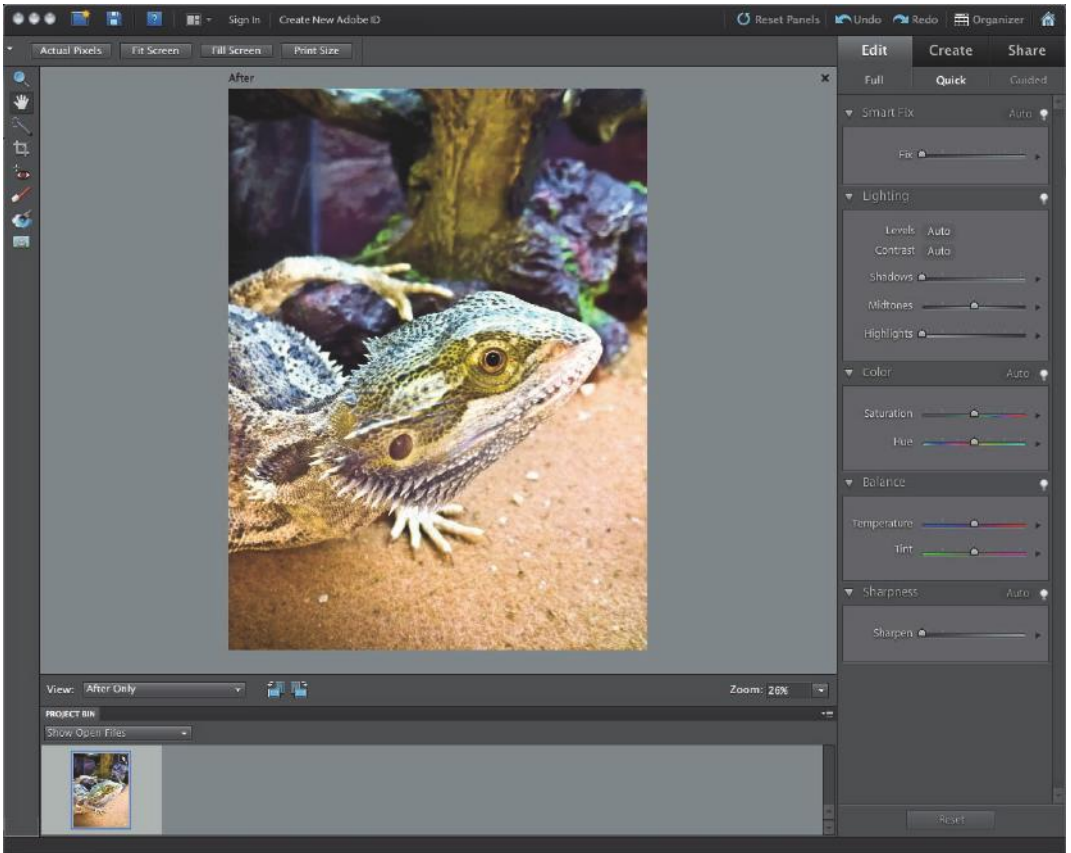 Sign In Create New Adobe ID Reset Panels Undo Redo Organizer
Actual Pixels Fit Screen Fill Screen Print Size
Edit Create Share
Full Quick Guided
After
Smart Fix Auto
Fix
Lighting
Levels Auto
Contrast Auto
Shadows
Midtones
Highlights
Color Auto
Saturation
Hue
Balance
Temperature
Tint
Sharpness Auto
Sharpen
Reset
View: After Only Zoom: 26%
PROJECT BIN
Show Open Files